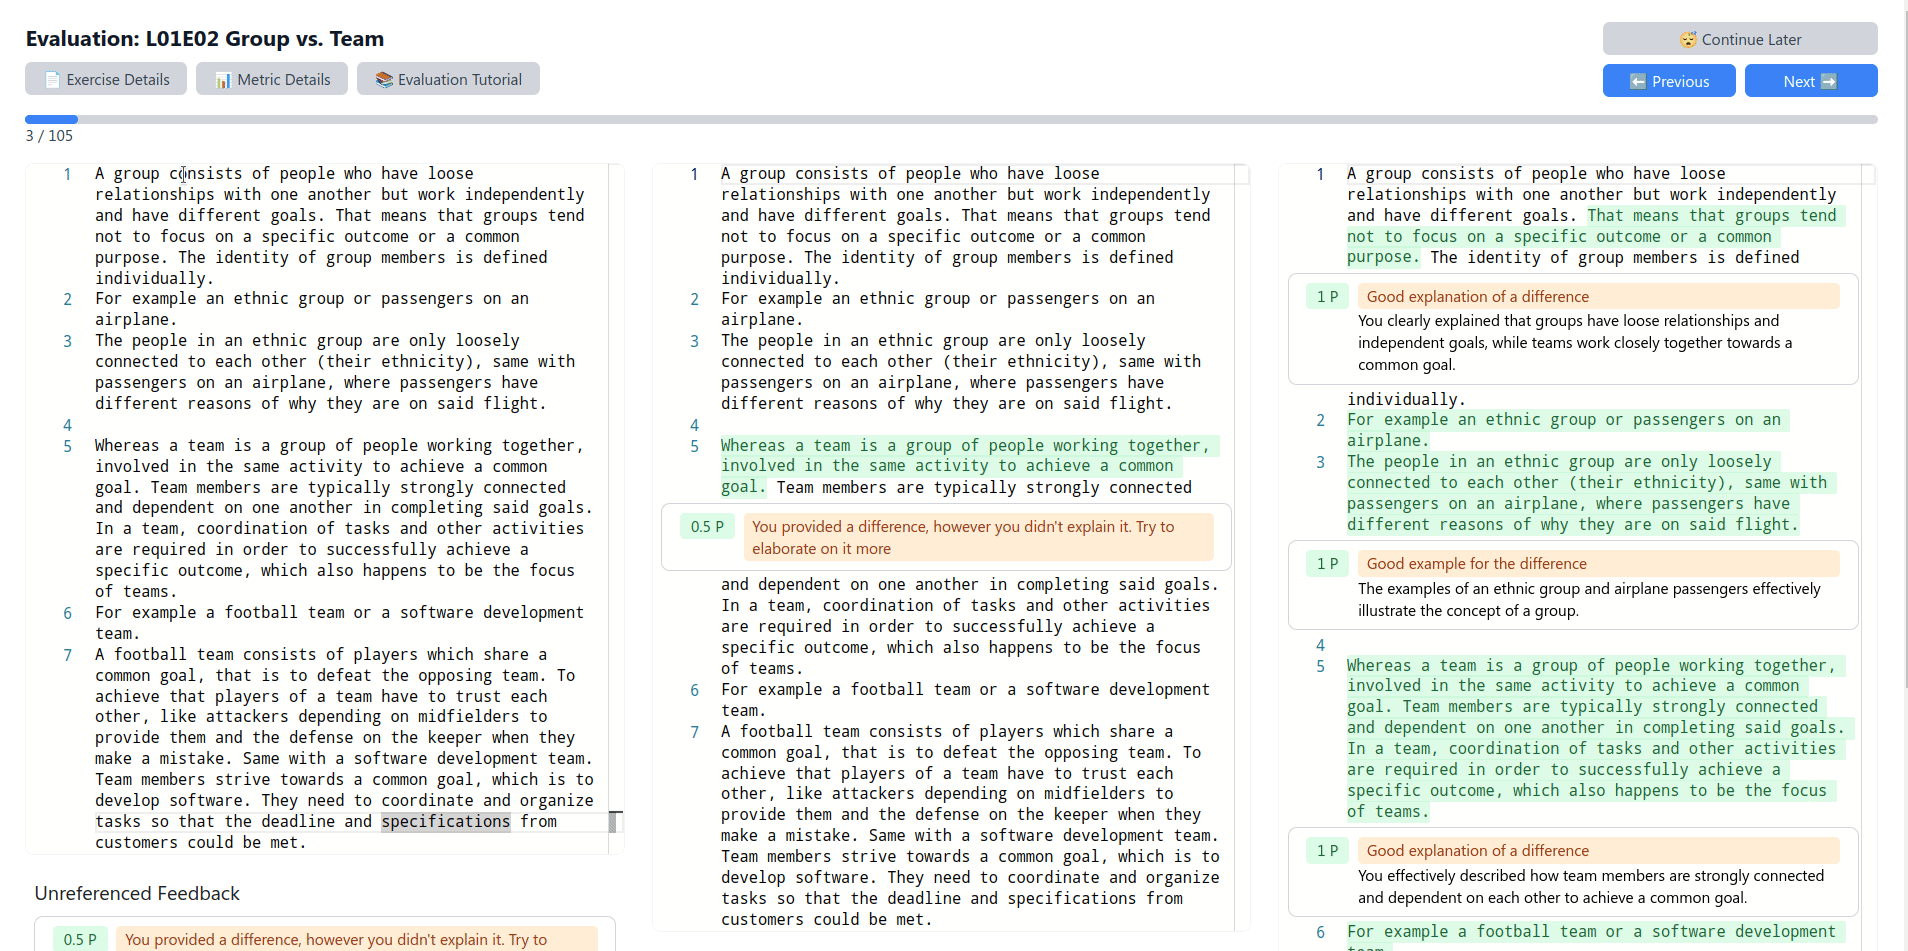 Evaluation: L01E02 Group vs. Team
😴 Continue Later
📄 Exercise Details
📊 Metric Details
📚 Evaluation Tutorial
⬅️ Previous
Next ➡️
3 / 105
1 A group consists of people who have loose
relationships with one another but work independently
and have different goals. That means that groups tend
not to focus on a specific outcome or a common
purpose. The identity of group members is defined
individually.
2 For example an ethnic group or passengers on an
airplane.
3 The people in an ethnic group are only loosely
connected to each other (their ethnicity), same with
passengers on an airplane, where passengers have
different reasons of why they are on said flight.
4
5 Whereas a team is a group of people working together,
involved in the same activity to achieve a common
goal. Team members are typically strongly connected
and dependent on one another in completing said goals.
In a team, coordination of tasks and other activities
are required in order to successfully achieve a
specific outcome, which also happens to be the focus
of teams.
6 For example a football team or a software development
team.
7 A football team consists of players which share a
common goal, that is to defeat the opposing team. To
achieve that players of a team have to trust each
other, like attackers depending on midfielders to
provide them and the defense on the keeper when they
make a mistake. Same with a software development team.
Team members strive towards a common goal, which is to
develop software. They need to coordinate and organize
tasks so that the deadline and specifications from
customers could be met.
Unreferenced Feedback
0.5 P You provided a difference, however you didn't explain it. Try to
1 A group consists of people who have loose
relationships with one another but work independently
and have different goals. That means that groups tend
not to focus on a specific outcome or a common
purpose. The identity of group members is defined
individually.
2 For example an ethnic group or passengers on an
airplane.
3 The people in an ethnic group are only loosely
connected to each other (their ethnicity), same with
passengers on an airplane, where passengers have
different reasons of why they are on said flight.
4
5 Whereas a team is a group of people working together,
involved in the same activity to achieve a common
goal. Team members are typically strongly connected
0.5 P You provided a difference, however you didn't explain it. Try to
elaborate on it more
and dependent on one another in completing said goals.
In a team, coordination of tasks and other activities
are required in order to successfully achieve a
specific outcome, which also happens to be the focus
of teams.
6 For example a football team or a software development
team.
7 A football team consists of players which share a
common goal, that is to defeat the opposing team. To
achieve that players of a team have to trust each
other, like attackers depending on midfielders to
provide them and the defense on the keeper when they
make a mistake. Same with a software development team.
Team members strive towards a common goal, which is to
develop software. They need to coordinate and organize
tasks so that the deadline and specifications from
customers could be met.
1 A group consists of people who have loose
relationships with one another but work independently
and have different goals. That means that groups tend
not to focus on a specific outcome or a common
purpose. The identity of group members is defined
1 P Good explanation of a difference
You clearly explained that groups have loose relationships and
independent goals, while teams work closely together towards a
common goal.
individually.
2 For example an ethnic group or passengers on an
airplane.
3 The people in an ethnic group are only loosely
connected to each other (their ethnicity), same with
passengers on an airplane, where passengers have
different reasons of why they are on said flight.
1 P Good example for the difference
The examples of an ethnic group and airplane passengers effectively
illustrate the concept of a group.
4
5 Whereas a team is a group of people working together,
involved in the same activity to achieve a common
goal. Team members are typically strongly connected
and dependent on one another in completing said goals.
In a team, coordination of tasks and other activities
are required in order to successfully achieve a
specific outcome, which also happens to be the focus
of teams.
1 P Good explanation of a difference
You effectively described how team members are strongly connected
and dependent on each other to achieve a common goal.
6 For example a football team or a software development